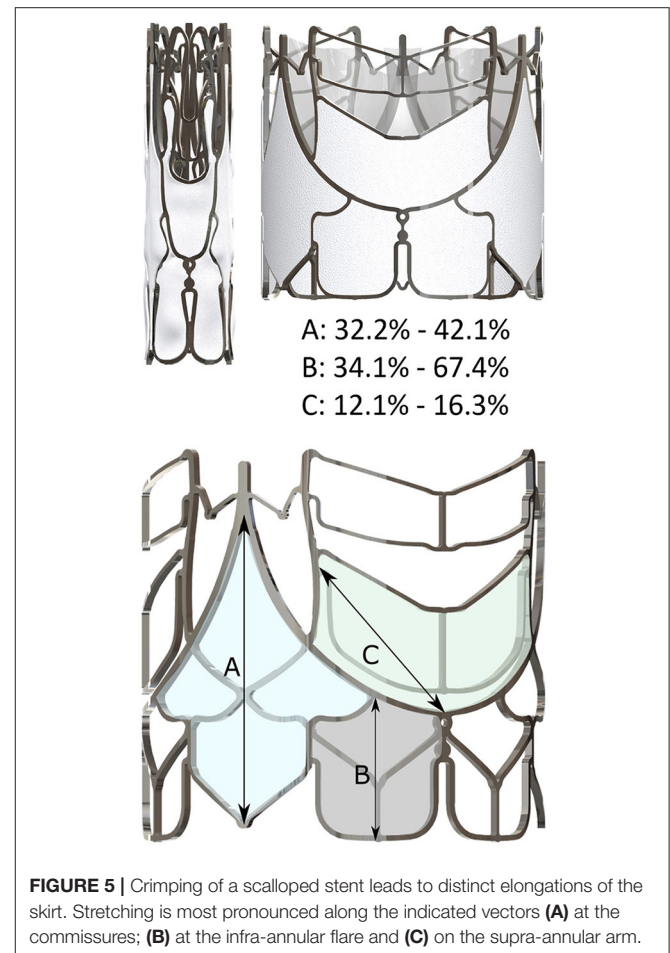 A: 32.2% - 42.1%
B: 34.1% - 67.4%
C: 12.1% - 16.3%
A
C
B
FIGURE 5 | Crimping of a scalloped stent leads to distinct elongations of the
skirt. Stretching is most pronounced along the indicated vectors (A) at the
commissures; (B) at the infra-annular flare and (C) on the supra-annular arm.